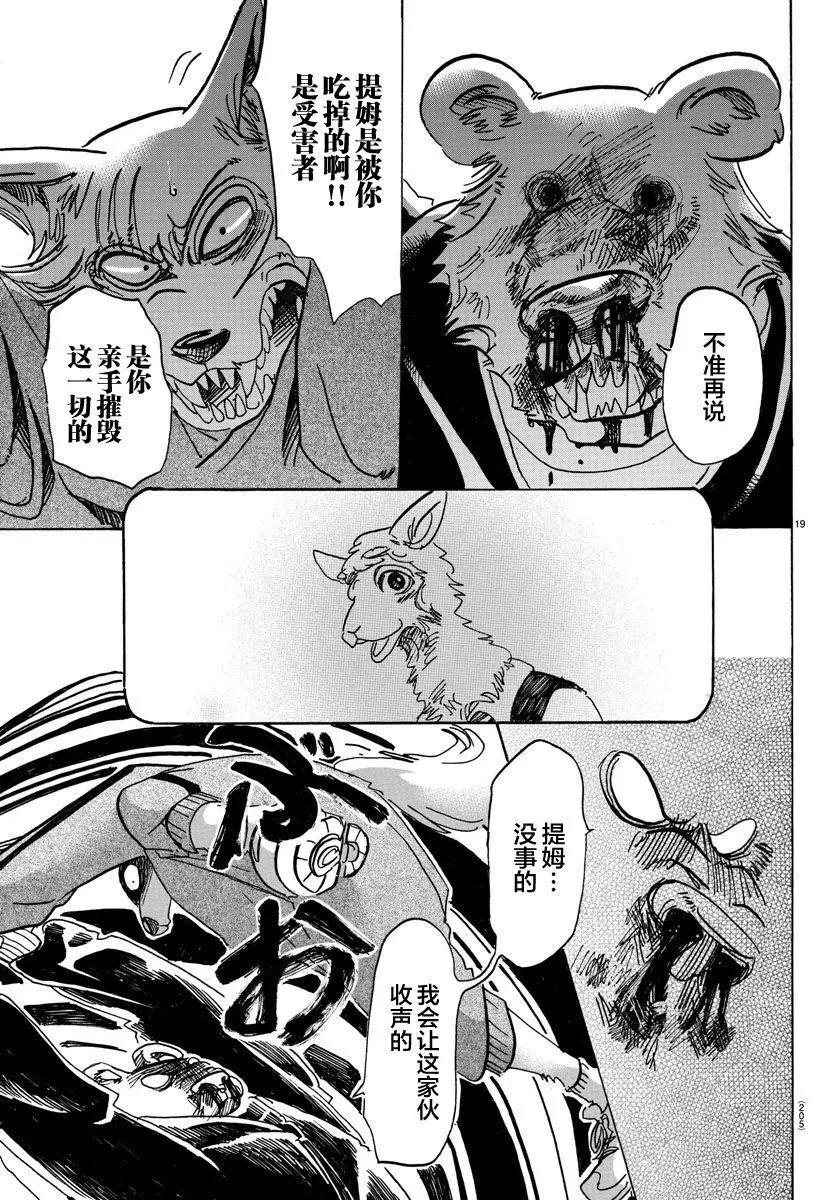 不准再说
提姆是被你
吃掉的啊!!
是受害者
是你
亲手摧毁
这一切的
19
提姆…
没事的
我会让这家伙
收声的
ぶ
お
(205)